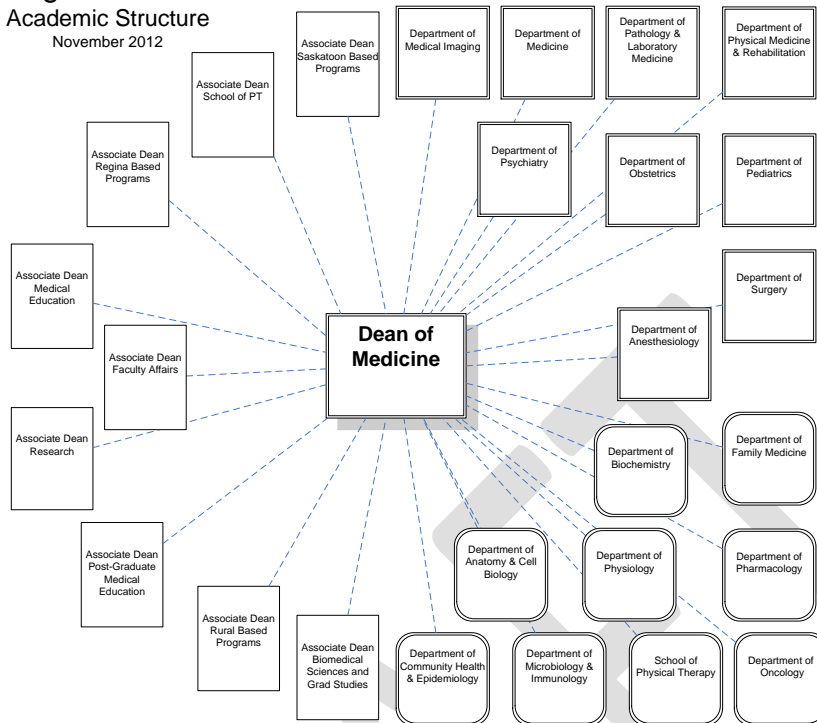 Academic Structure
November 2012
Associate Dean
Saskatoon Based
Programs
Department of
Medical Imaging
Department of
Medicine
Department of
Pathology &
Laboratory
Medicine
Department of
Physical Medicine
& Rehabilitation
Associate Dean
School of PT
Associate Dean
Regina Based
Programs
Department of
Psychiatry
Department of
Obstetrics
Department of
Pediatrics
Associate Dean
Medical
Education
Department of
Surgery
Associate Dean
Faculty Affairs
Dean of
Medicine
Department of
Anesthesiology
Associate Dean
Research
Department of
Biochemistry
Department of
Family Medicine
Associate Dean
Post-Graduate
Medical
Education
Department of
Anatomy & Cell
Biology
Department of
Physiology
Department of
Pharmacology
Associate Dean
Rural Based
Programs
Associate Dean
Biomedical
Sciences and
Grad Studies
Department of
Community Health
& Epidemiology
Department of
Microbiology &
Immunology
School of
Physical Therapy
Department of
Oncology